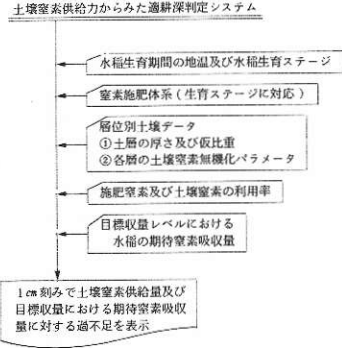 土壌窒素供給力からみた適耕深判定システム
水稲生育期間の地温及び水稲生育ステージ
窒素施肥体系(生育ステージに対応)
層位別土壌データ
①土層の厚さ及び仮比重
②各層の土壌窒素無機化パラメータ
施肥窒素及び土壌窒素の利用率
目標収量レベルにおける
水稲の期待窒素吸収量
1cm刻みで土壌窒素供給量及び
目標収量における期待窒素吸収
量に対する過不足を表示